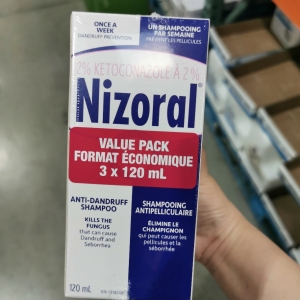 ONCE A
WEEK
DANDRUFF PREVENTION
UN SHAMPOOING
PAR SEMAINE
PRÉVIENT LES PELLICULES
2% KETOCONAZOLE À 2%
Nizoral
VALUE PACK
FORMAT ÉCONOMIQUE
3 x 120 mL
ANTI-DANDRUFF
SHAMPOO
KILLS THE
FUNGUS
that can cause
Dandruff and
Seborrhea
SHAMPOOING
ANTIPELLICULAIRE
ÉLIMINE LE
CHAMPIGNON
qui peut causer les
pellicules et la
séborrhée
120 mL